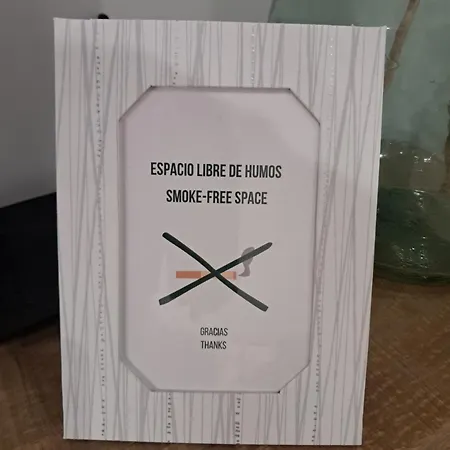 ESPACIO LIBRE DE HUMOS
SMOKE-FREE SPACE
GRACIAS
THANKS